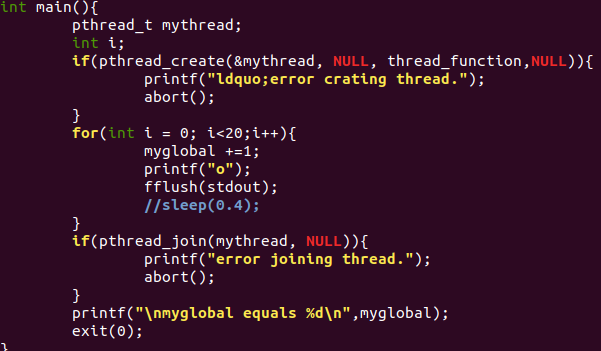 int main(){
        pthread_t mythread;
        int i;
        if(pthread_create(&mythread, NULL, thread_function,NULL)){
                printf("ldquo;error crating thread.");
                abort();
        }
        for(int i = 0; i<20;i++){
                myglobal +=1;
                printf("o");
                fflush(stdout);
                //sleep(0.4);
        }
        if(pthread_join(mythread, NULL)){
                printf("error joining thread.");
                abort();
        }
        printf("\nmyglobal equals %d\n",myglobal);
        exit(0);
}